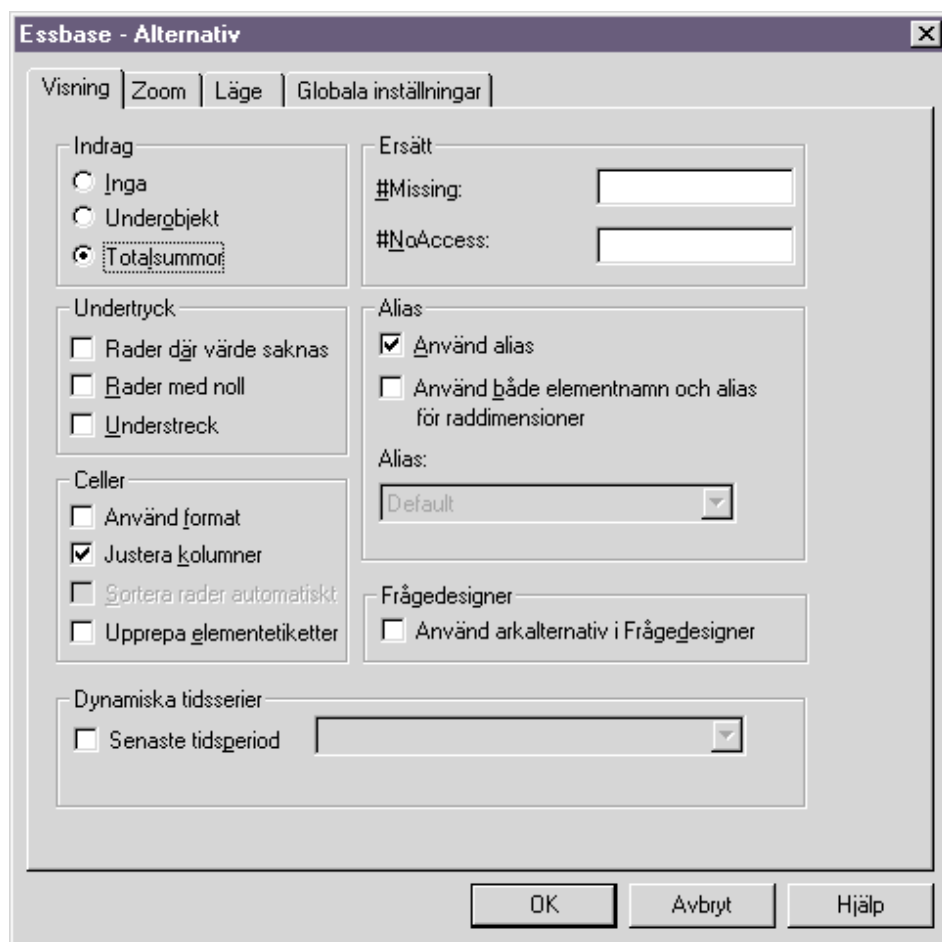 Essbase - Alternativ
Visning
Zoom
Läge
Globala inställningar
Indrag
Inga
Underobjekt
Totalsummor
Ersätt
#Missing:
#NoAccess:
Undertryck
Rader där värde saknas
Rader med noll
Understreck
Alias
Använd alias
Använd både elementnamn och alias
för raddimensioner
Alias:
Default
Celler
Använd format
Justera kolumner
Sortera rader automatiskt
Upprepa elementetiketter
Frågedesigner
Använd arkalternativ i Frågedesigner
Dynamiska tidsserier
Senaste tidsperiod
OK
Avbryt
Hjälp